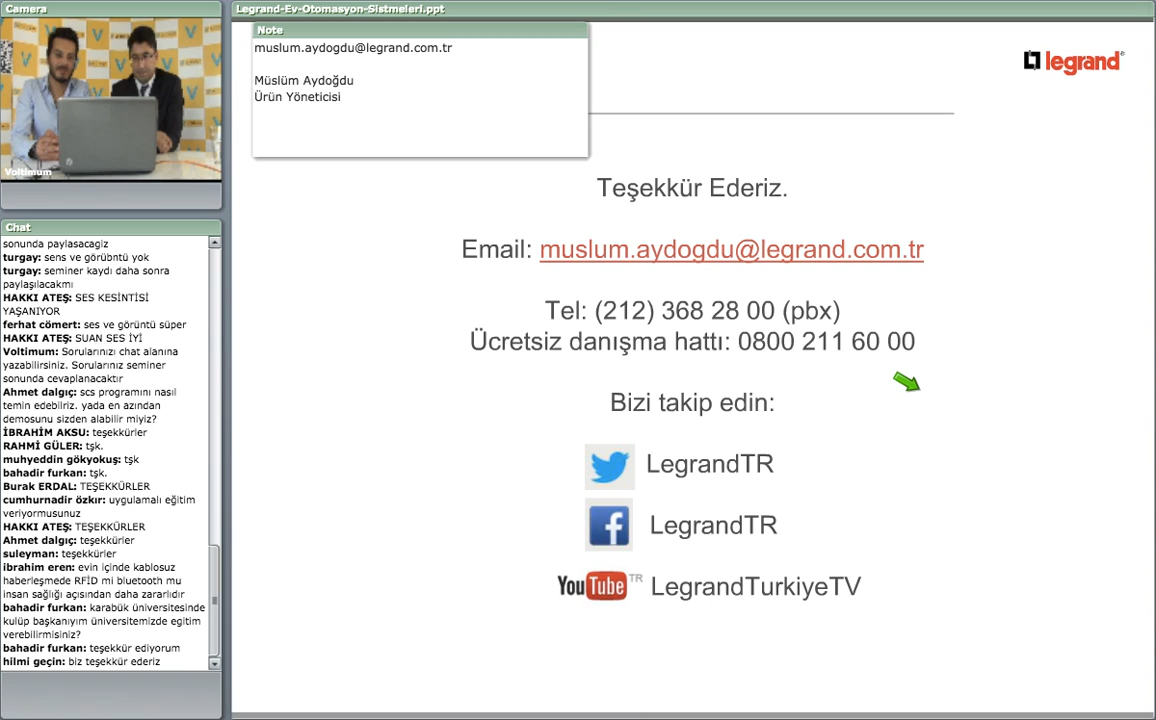 Camera
Voltimum
Chat
sonunda paylasacagiz
turgay: sens ve görübntü yok
turgay: seminer kaydı daha sonra
paylaşılacakmı
HAKKI ATEŞ: SES KESİNTİSİ
YAŞANIYOR
ferhat cömert: ses ve görüntü süper
HAKKI ATEŞ: SUAN SES İYİ
Voltimum: Sorularınızı chat alanına
yazabilirsiniz. Sorularınız seminer
sonunda cevaplanacaktır
Ahmet dalgıç: scs programını nasıl
temin edebilriz. yada en azından
demosunu sizden alabilir miyiz?
İBRAHİM AKSU: teşekkürler
RAHMİ GÜLER: tşk.
muhyeddin gökyokuş: tşk
bahadir furkan: tşk.
Burak ERDAL: TEŞEKKÜRLER
cumhurnadir özkır: uygulamalı eğitim
veriyormusunuz
HAKKI ATEŞ: TEŞEKKÜRLER
Ahmet dalgıç: teşekkürler
suleyman: teşekkürler
ibrahim eren: evin içinde kablosuz
haberleşmede RFİD mi bluetooth mu
insan sağlığı açısından daha zararlıdır
bahadir furkan: karabük üniversitesinde
kulüp başkanıyım üniversitemizde egitim
verebilirmisiniz?
bahadir furkan: teşekkür ediyorum
hilmi geçin: biz teşekkür ederiz
Legrand-Ev-Otomasyon-Sistmeleri.ppt
Note
muslum.aydogdu@legrand.com.tr
Müslüm Aydoğdu
Ürün Yöneticisi
legrand®
Teşekkür Ederiz.
Email: muslum.aydogdu@legrand.com.tr
Tel: (212) 368 28 00 (pbx)
Ücretsiz danışma hattı: 0800 211 60 00
Bizi takip edin:
LegrandTR
LegrandTR
YouTube TR LegrandTurkiyeTV